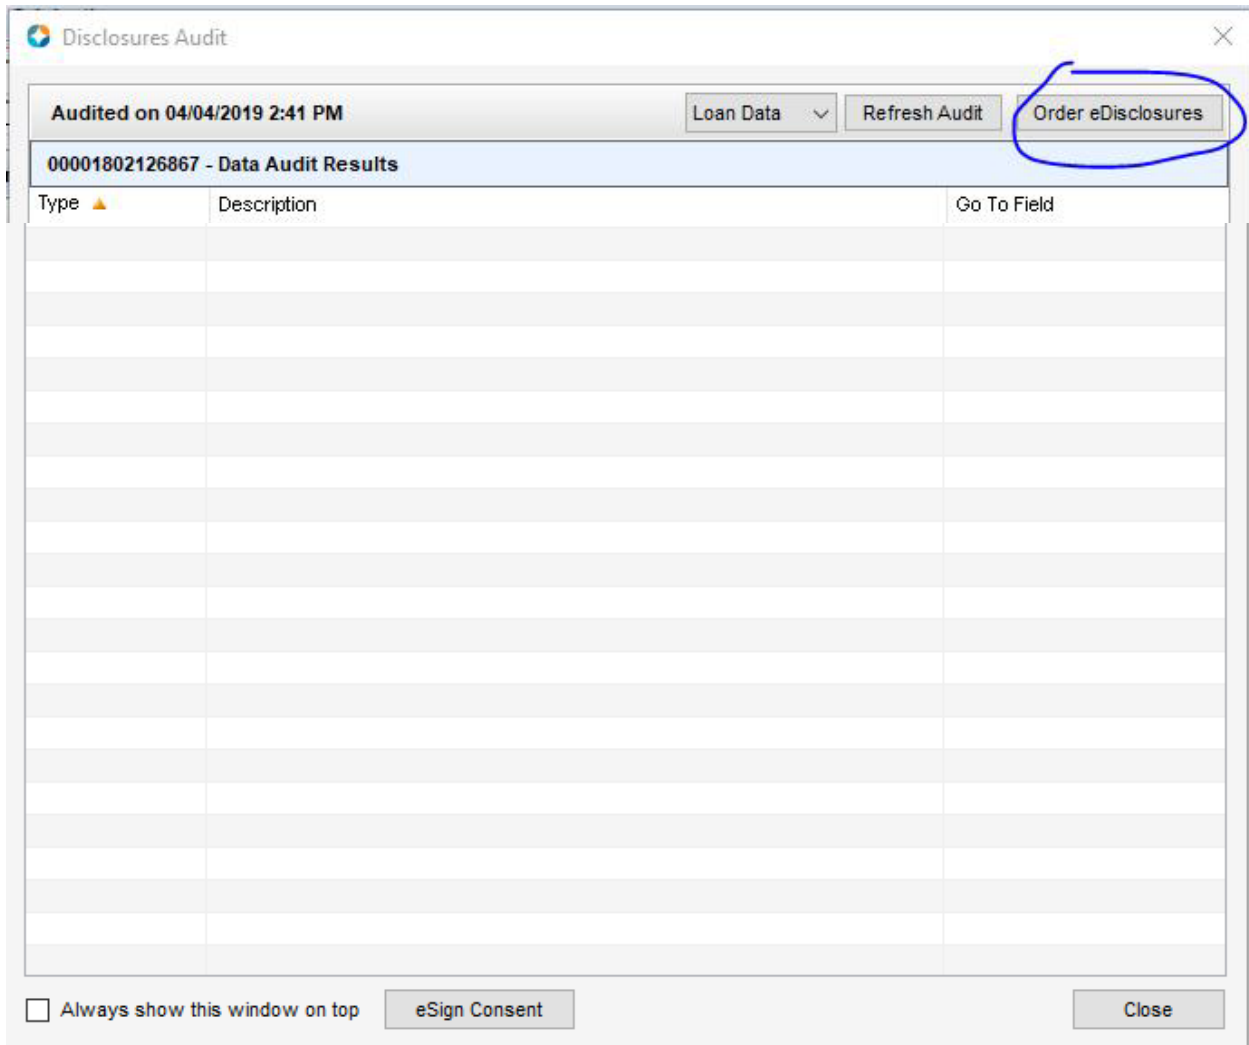 Disclosures Audit
Audited on 04/04/2019 2:41 PM Loan Data Refresh Audit Order eDisclosures
00001802126867 - Data Audit Results
Type Description Go To Field
Always show this window on top eSign Consent Close